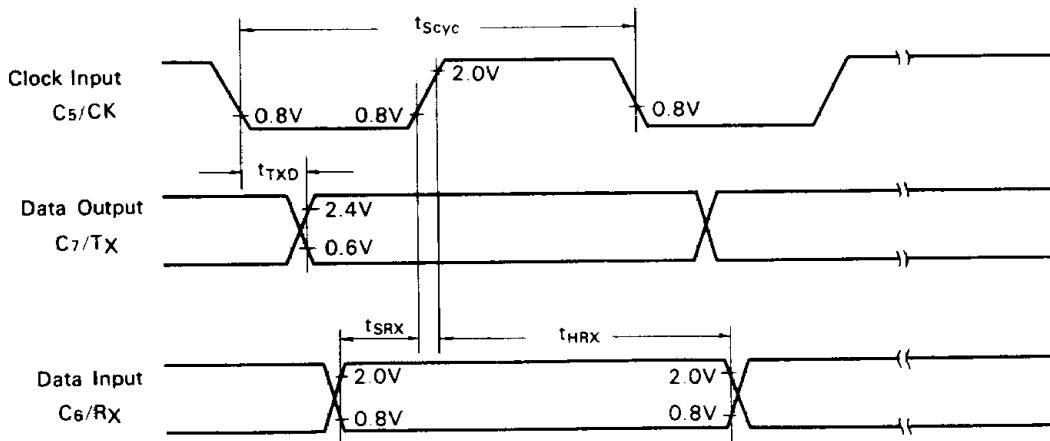 tScyc
Clock Input
C5/CK
0.8V
0.8V
2.0V
0.8V
tTXD
Data Output
C7/TX
2.4V
0.6V
tSRX
tHRX
Data Input
C6/RX
2.0V
0.8V
2.0V
0.8V